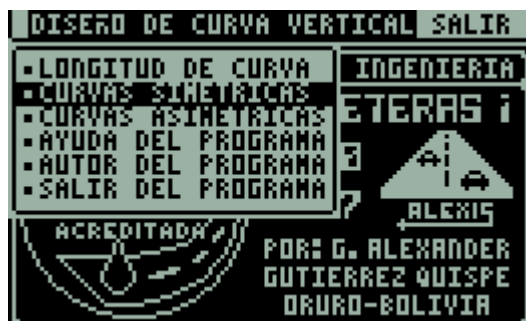 DISEÑO DE CURVA VERTICAL SALIR
LONGITUD DE CURVA
CURVAS SIMETRICAS
CURVAS ASIMETRICAS
AYUDA DEL PROGRAMA
AUTOR DEL PROGRAMA
SALIR DEL PROGRAMA
INGENIERIA
ETERAS i
ALEXIS
ACREDITADA
POR: G. ALEXANDER
GUTIERREZ QUISPE
ORURO-BOLIVIA